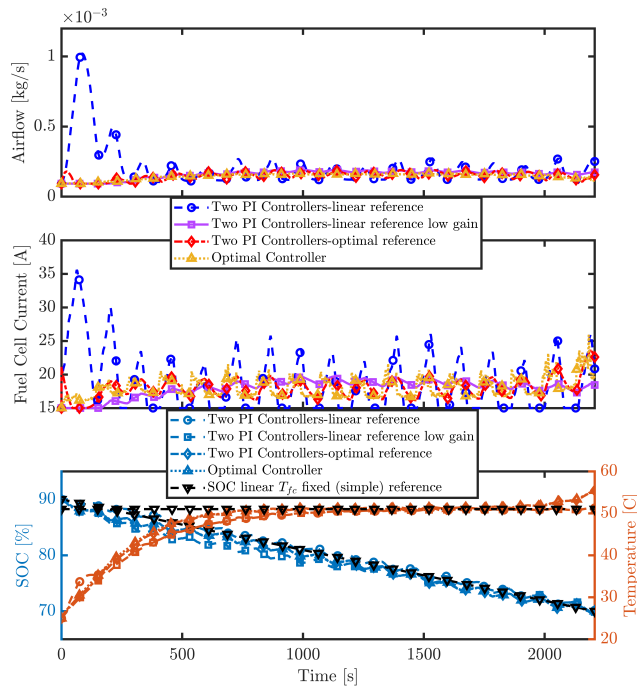 ×10⁻³
1
0.5
0
Airflow [kg/s]
Two PI Controllers-linear reference
Two PI Controllers-linear reference low gain
Two PI Controllers-optimal reference
Optimal Controller
40
35
30
25
20
15
Fuel Cell Current [A]
Two PI Controllers-linear reference
Two PI Controllers-linear reference low gain
Two PI Controllers-optimal reference
Optimal Controller
SOC linear T_fc fixed (simple) reference
90
80
70
SOC [%]
60
50
40
30
20
Temperature [C]
0 500 1000 1500 2000
Time [s]